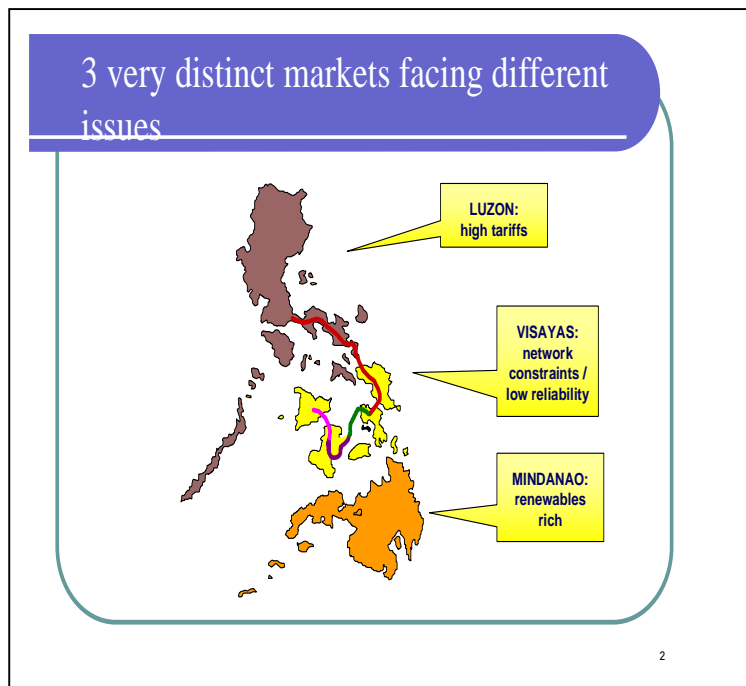 3 very distinct markets facing different
issues
LUZON:
high tariffs
VISAYAS:
network
constraints /
low reliability
MINDANAO:
renewables
rich
2